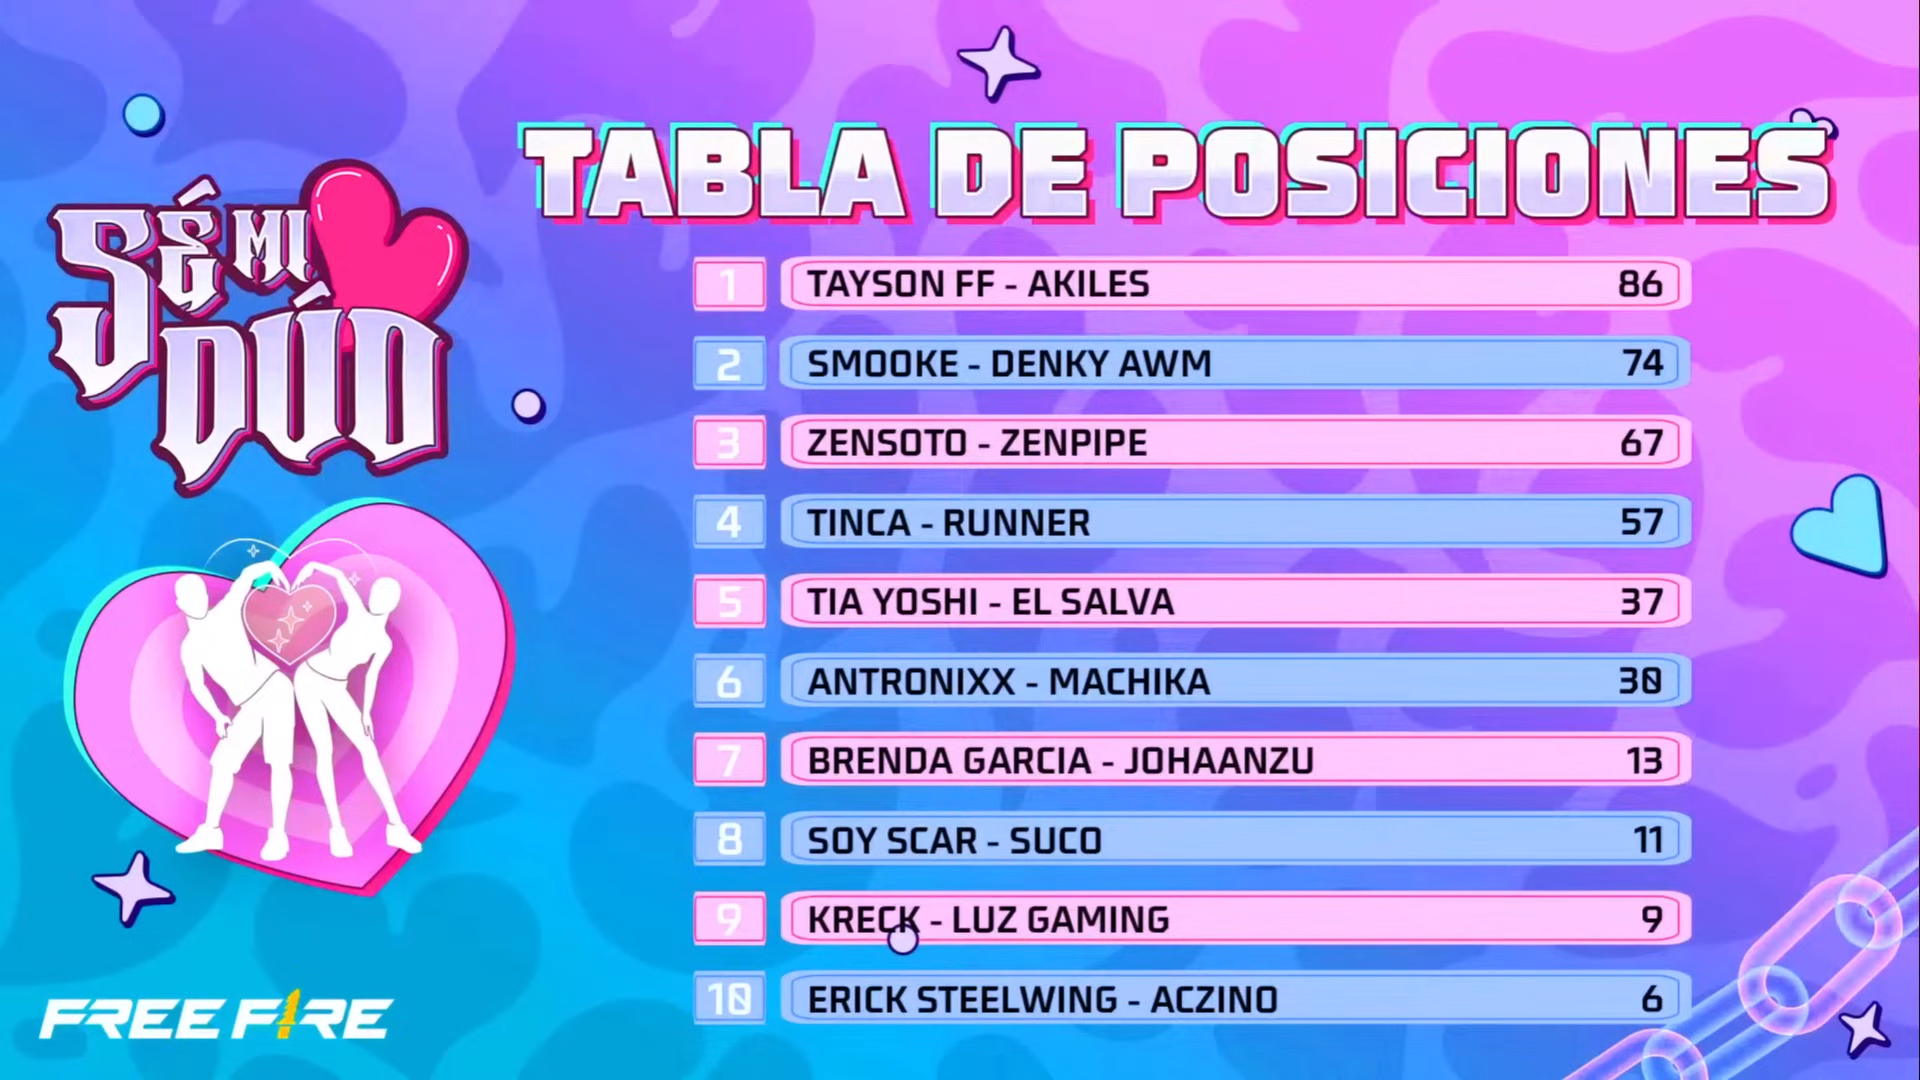 TABLA DE POSICIONES
SÉ MI
DÚO
1 TAYSON FF - AKILES 86
2 SMOOKE - DENKY AWM 74
3 ZENSOTO - ZENPIPE 67
4 TINCA - RUNNER 57
5 TIA YOSHI - EL SALVA 37
6 ANTRONIXX - MACHIKA 30
7 BRENDA GARCIA - JOHAANZU 13
8 SOY SCAR - SUCO 11
9 KRECK - LUZ GAMING 9
10 ERICK STEELWING - ACZINO 6
FREE FIRE